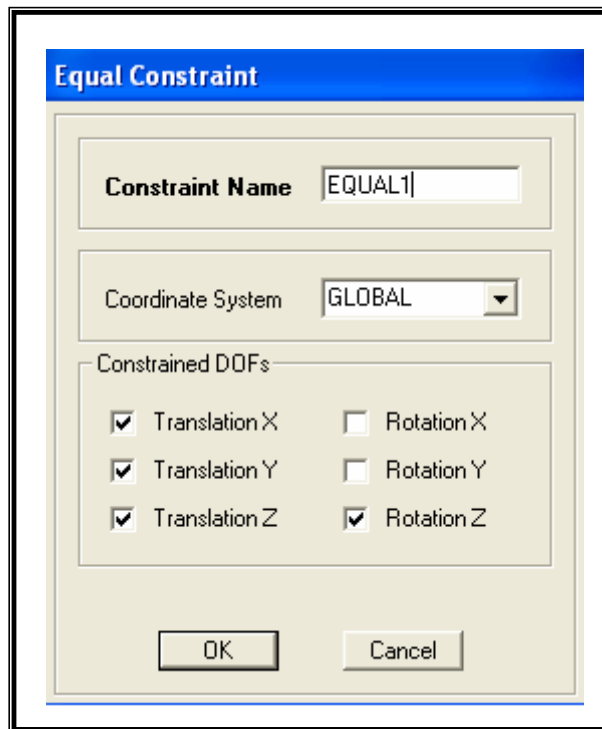 Equal Constraint
Constraint Name EQUAL1
Coordinate System GLOBAL
Constrained DOFs
Translation X Rotation X
Translation Y Rotation Y
Translation Z Rotation Z
OK Cancel